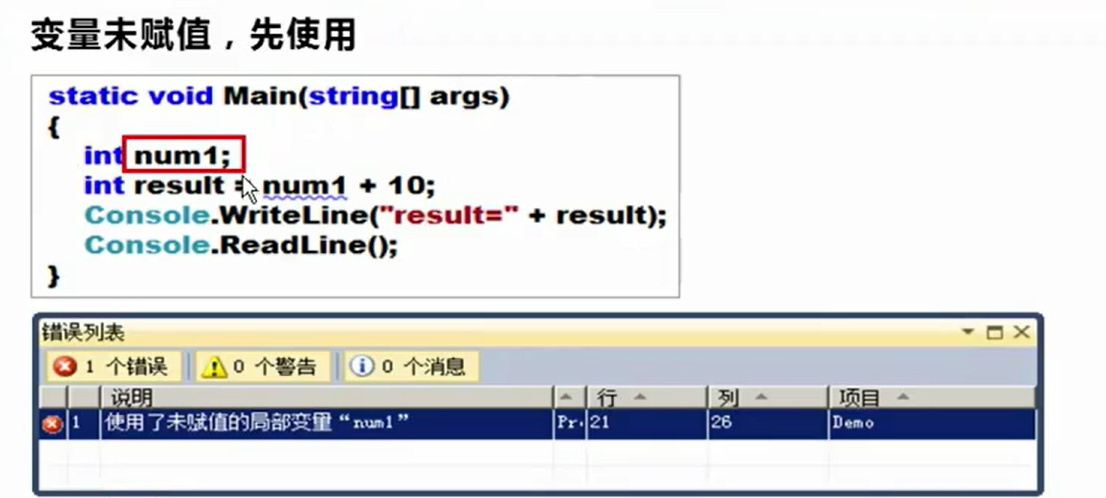 变量未赋值，先使用
static void Main(string[] args)
{
int num1;
int result = num1 + 10;
Console.WriteLine("result=" + result);
Console.ReadLine();
}
错误列表
1 个错误 0 个警告 0 个消息
说明 行 列 项目
1 使用了未赋值的局部变量“num1” Pr 21 26 Demo